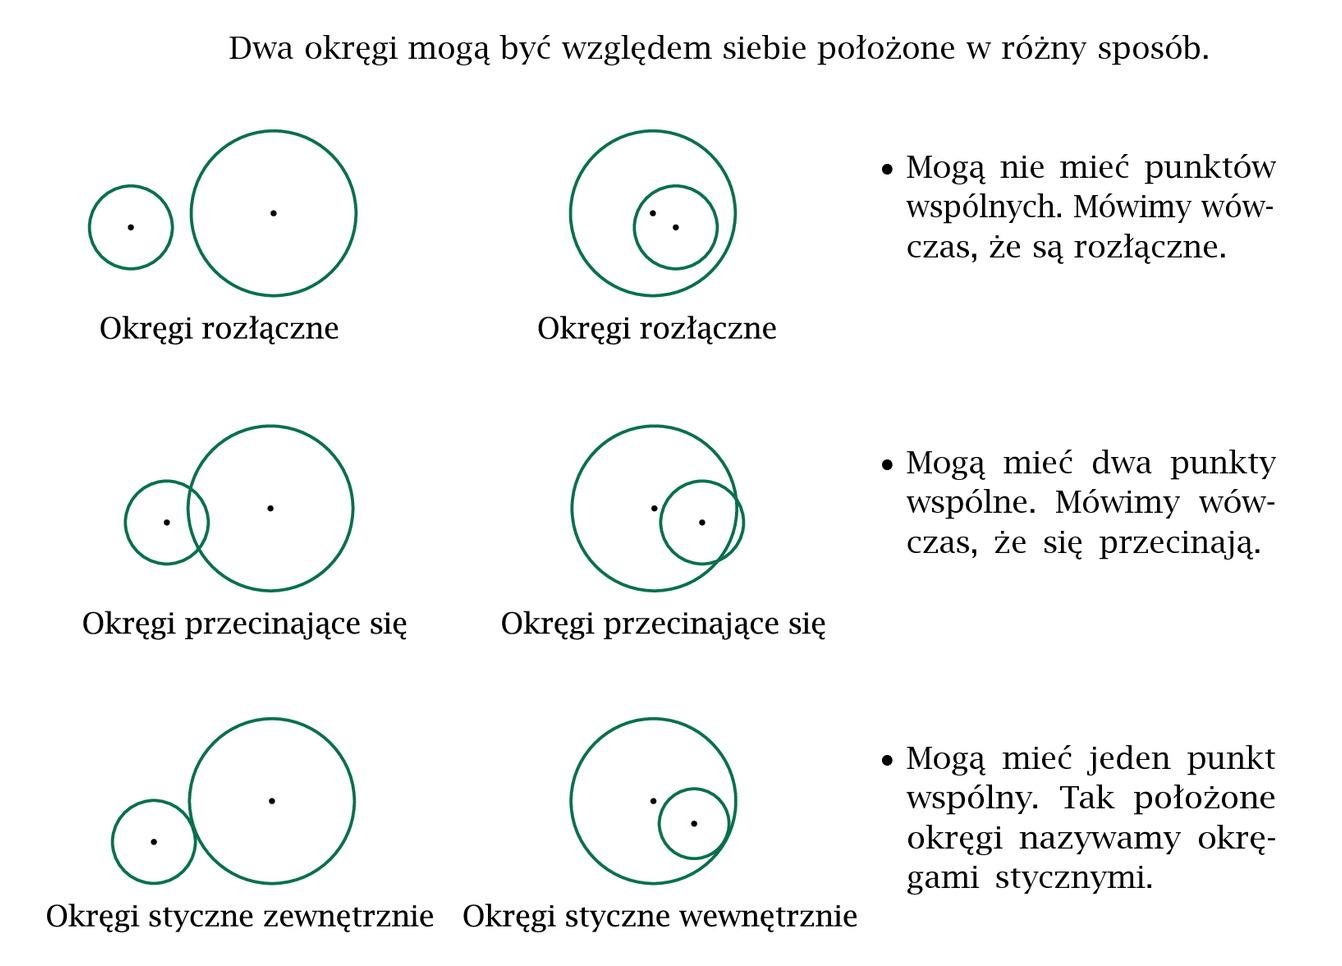 Dwa okręgi mogą być względem siebie położone w różny sposób.
Okręgi rozłączne
Okręgi rozłączne
• Mogą nie mieć punktów
wspólnych. Mówimy wów-
czas, że są rozłączne.
Okręgi przecinające się
Okręgi przecinające się
• Mogą mieć dwa punkty
wspólne. Mówimy wów-
czas, że się przecinają.
Okręgi styczne zewnętrznie
Okręgi styczne wewnętrznie
• Mogą mieć jeden punkt
wspólny. Tak położone
okręgi nazywamy okrę-
gami stycznymi.